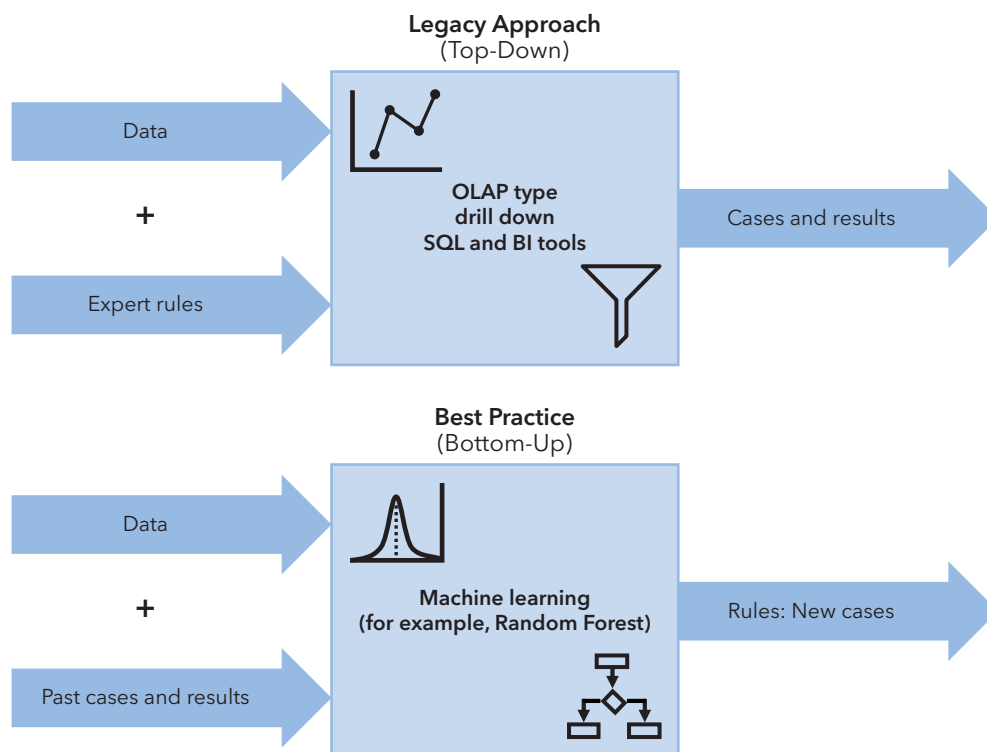 Legacy Approach
(Top-Down)
Data
+
Expert rules
OLAP type
drill down
SQL and BI tools
Cases and results
Best Practice
(Bottom-Up)
Data
+
Past cases and results
Machine learning
(for example, Random Forest)
Rules: New cases